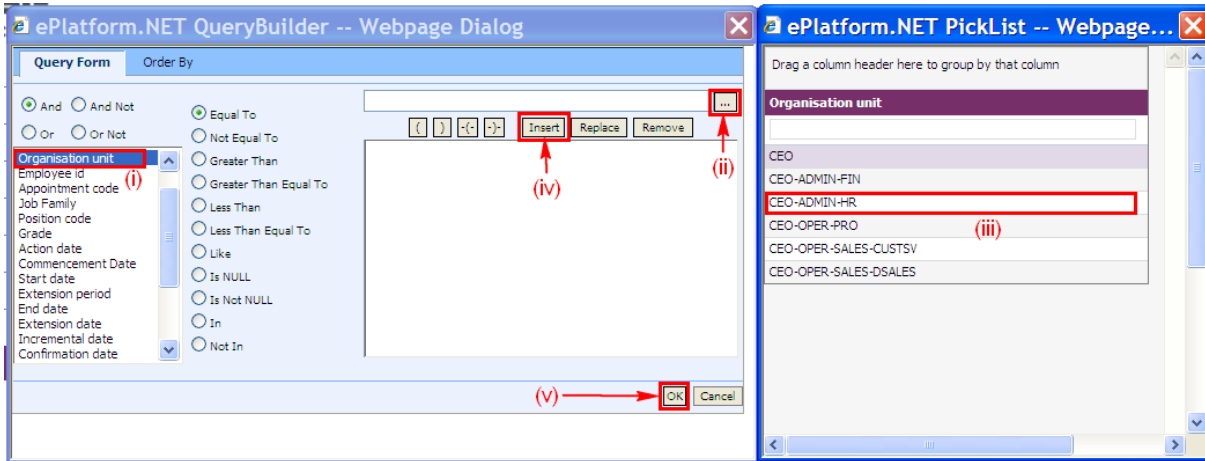 ePlatform.NET QueryBuilder -- Webpage Dialog
Query Form Order By
And And Not
Or Or Not
Organisation unit
Employee id
Appointment code
Job Family
Position code
Grade
Action date
Commencement Date
Start date
Extension period
End date
Extension date
Incremental date
Confirmation date
(i)
Equal To
Not Equal To
Greater Than
Greater Than Equal To
Less Than
Less Than Equal To
Like
Is NULL
Is Not NULL
In
Not In
...
( ) -(- -)- Insert Replace Remove
(ii)
(iv)
(v) OK Cancel
ePlatform.NET PickList -- Webpage...
Drag a column header here to group by that column
Organisation unit
CEO
CEO-ADMIN-FIN
CEO-ADMIN-HR
CEO-OPER-PRO
(iii)
CEO-OPER-SALES-CUSTSV
CEO-OPER-SALES-DSALES